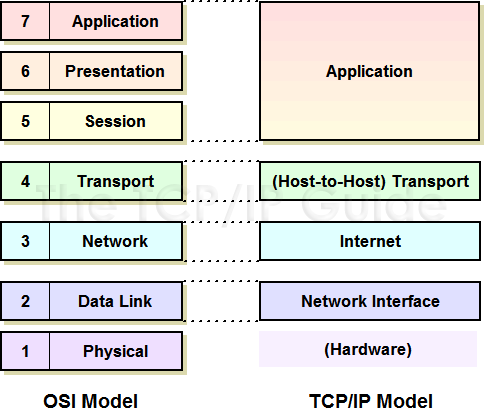 7 Application
6 Presentation
Application
5 Session
4 Transport
(Host-to-Host) Transport
The TCP/IP Guide
3 Network
Internet
2 Data Link
Network Interface
1 Physical
(Hardware)
OSI Model
TCP/IP Model